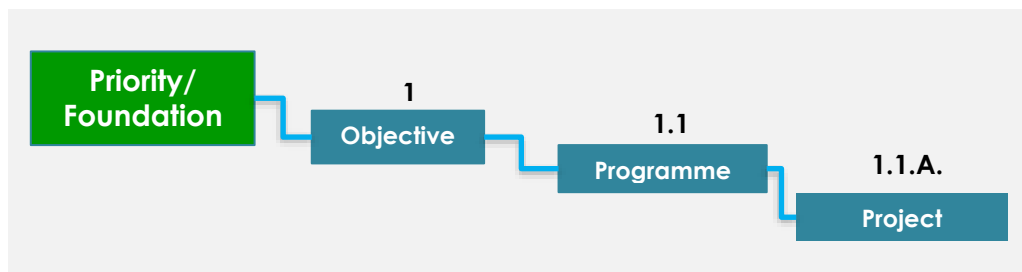 Priority/
Foundation
1
Objective
1.1
Programme
1.1.A.
Project